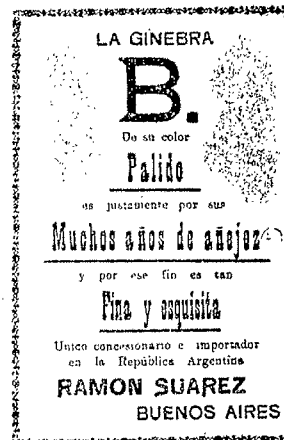 LA GINEBRA
B.
De su color
Palido
es justamente por sus
Muchos años de añejez
y por ese fin es tan
Fina y esquisita
Unico concesionario e importador
en la República Argentina
RAMON SUAREZ
BUENOS AIRES